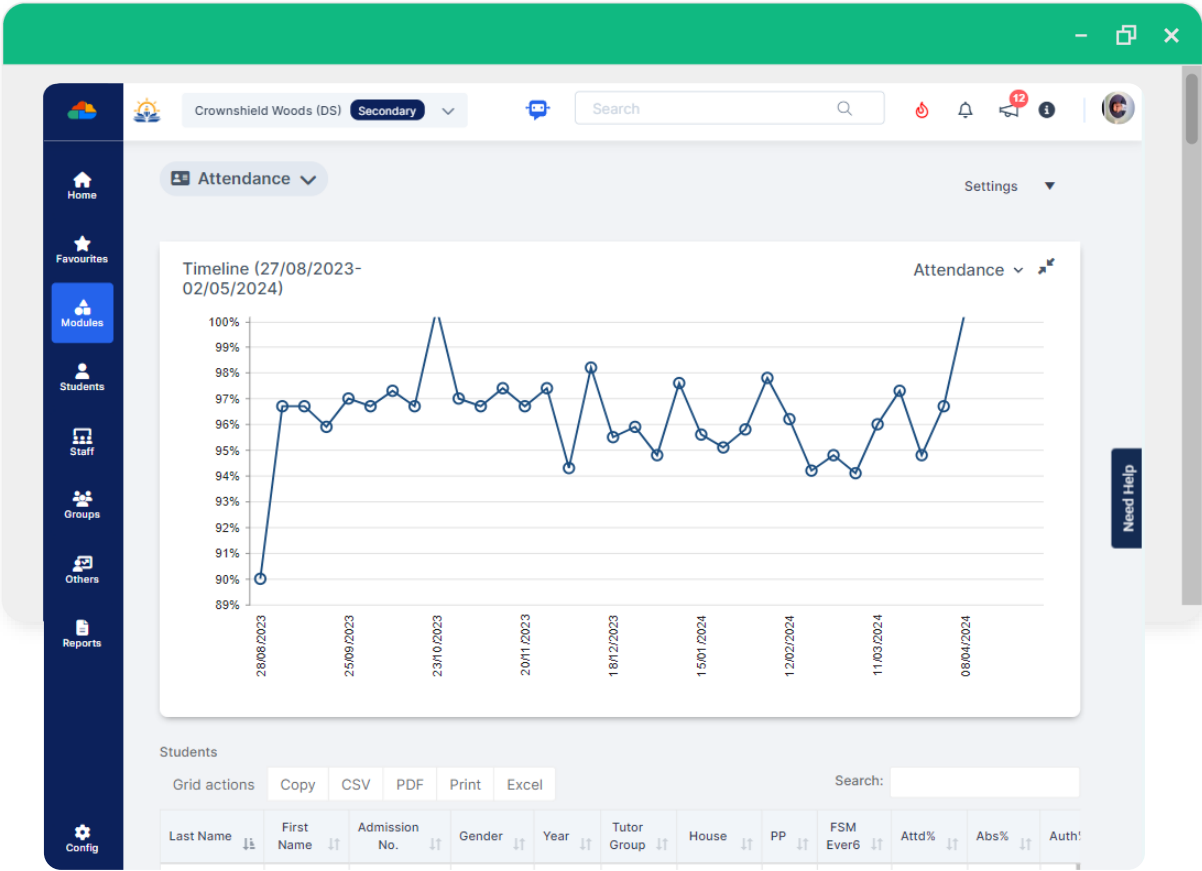 Crownshield Woods (DS) Secondary
Search
12
Home
Favourites
Modules
Students
Staff
Groups
Others
Reports
Config
Attendance
Settings
Timeline (27/08/2023-
02/05/2024)
Attendance
100%
99%
98%
97%
96%
95%
94%
93%
92%
91%
90%
89%
28/08/2023
25/09/2023
23/10/2023
20/11/2023
18/12/2023
15/01/2024
12/02/2024
11/03/2024
08/04/2024
Need Help
Students
Grid actions Copy CSV PDF Print Excel
Search:
Last Name
First
Name
Admission
No.
Gender
Year
Tutor
Group
House
PP
FSM
Ever6
Attd%
Abs%
Auth